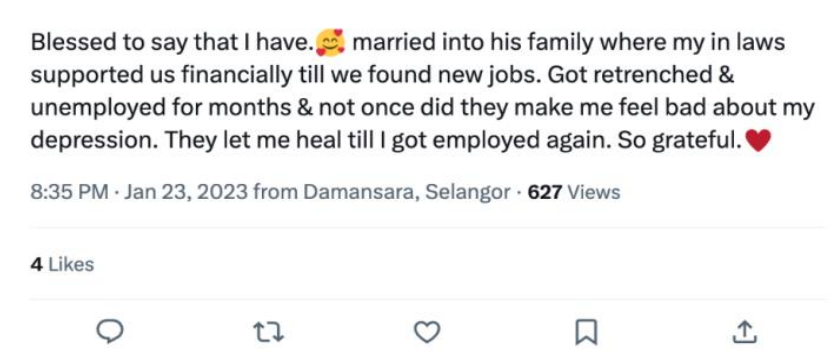 Blessed to say that I have.🥰 married into his family where my in laws
supported us financially till we found new jobs. Got retrenched &
unemployed for months & not once did they make me feel bad about my
depression. They let me heal till I got employed again. So grateful.❤️
8:35 PM · Jan 23, 2023 from Damansara, Selangor · 627 Views
4 Likes